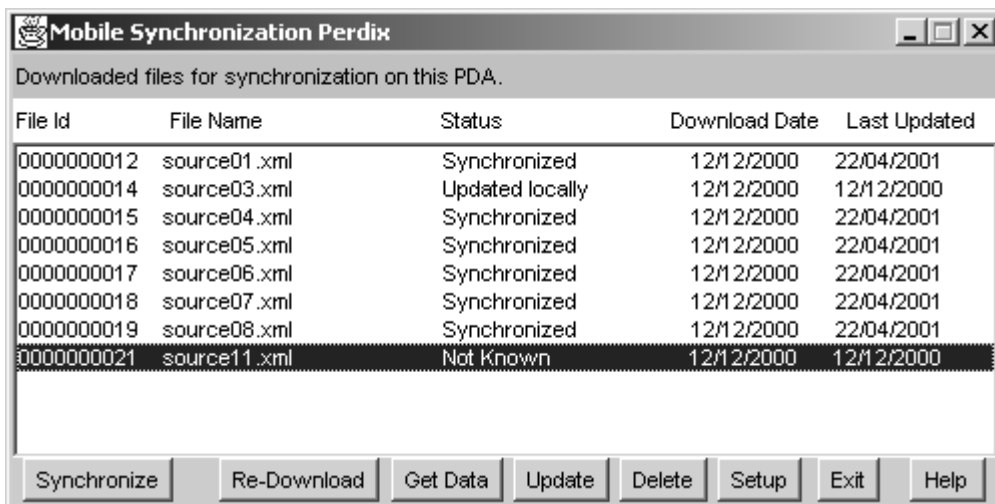 Mobile Synchronization Perdix
Downloaded files for synchronization on this PDA.
File Id File Name Status Download Date Last Updated
0000000012 source01.xml Synchronized 12/12/2000 22/04/2001
0000000014 source03.xml Updated locally 12/12/2000 12/12/2000
0000000015 source04.xml Synchronized 12/12/2000 22/04/2001
0000000016 source05.xml Synchronized 12/12/2000 22/04/2001
0000000017 source06.xml Synchronized 12/12/2000 22/04/2001
0000000018 source07.xml Synchronized 12/12/2000 22/04/2001
0000000019 source08.xml Synchronized 12/12/2000 22/04/2001
0000000021 source11.xml Not Known 12/12/2000 12/12/2000
Synchronize Re-Download Get Data Update Delete Setup Exit Help